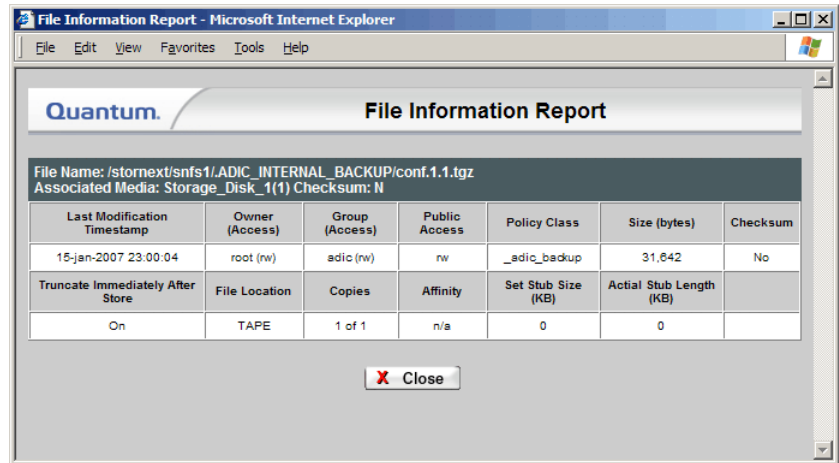 File Information Report - Microsoft Internet Explorer
File Edit View Favorites Tools Help
Quantum.
File Information Report
File Name: /stornext/snfs1/.ADIC_INTERNAL_BACKUP/conf.1.1.tgz
Associated Media: Storage_Disk_1(1) Checksum: N
Last Modification Timestamp Owner (Access) Group (Access) Public Access Policy Class Size (bytes) Checksum
15-jan-2007 23:00:04 root (rw) adic (rw) rw _adic_backup 31,642 No
Truncate Immediately After Store File Location Copies Affinity Set Stub Size (KB) Actial Stub Length (KB)
On TAPE 1 of 1 n/a 0 0
X Close